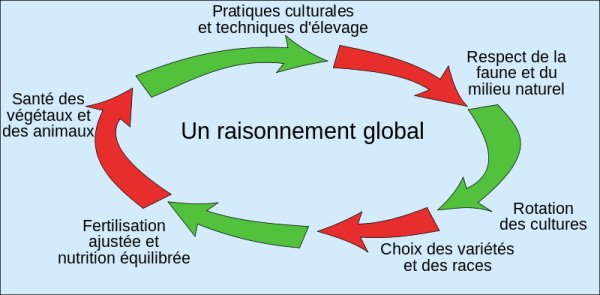 Pratiques culturales
et techniques d'élevage
Respect de la
faune et du
milieu naturel
Santé des
végétaux et
des animaux
Un raisonnement global
Rotation
des cultures
Fertilisation
ajustée et
nutrition équilibrée
Choix des variétés
et des races